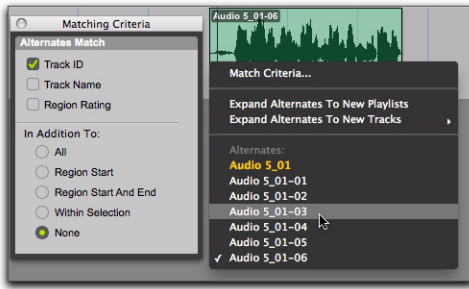 Matching Criteria
Alternates Match
Track ID
Track Name
Region Rating
In Addition To:
All
Region Start
Region Start And End
Within Selection
None
Audio 5_01-06
Match Criteria...
Expand Alternates To New Playlists
Expand Alternates To New Tracks
Alternates:
Audio 5_01
Audio 5_01-01
Audio 5_01-02
Audio 5_01-03
Audio 5_01-04
Audio 5_01-05
Audio 5_01-06